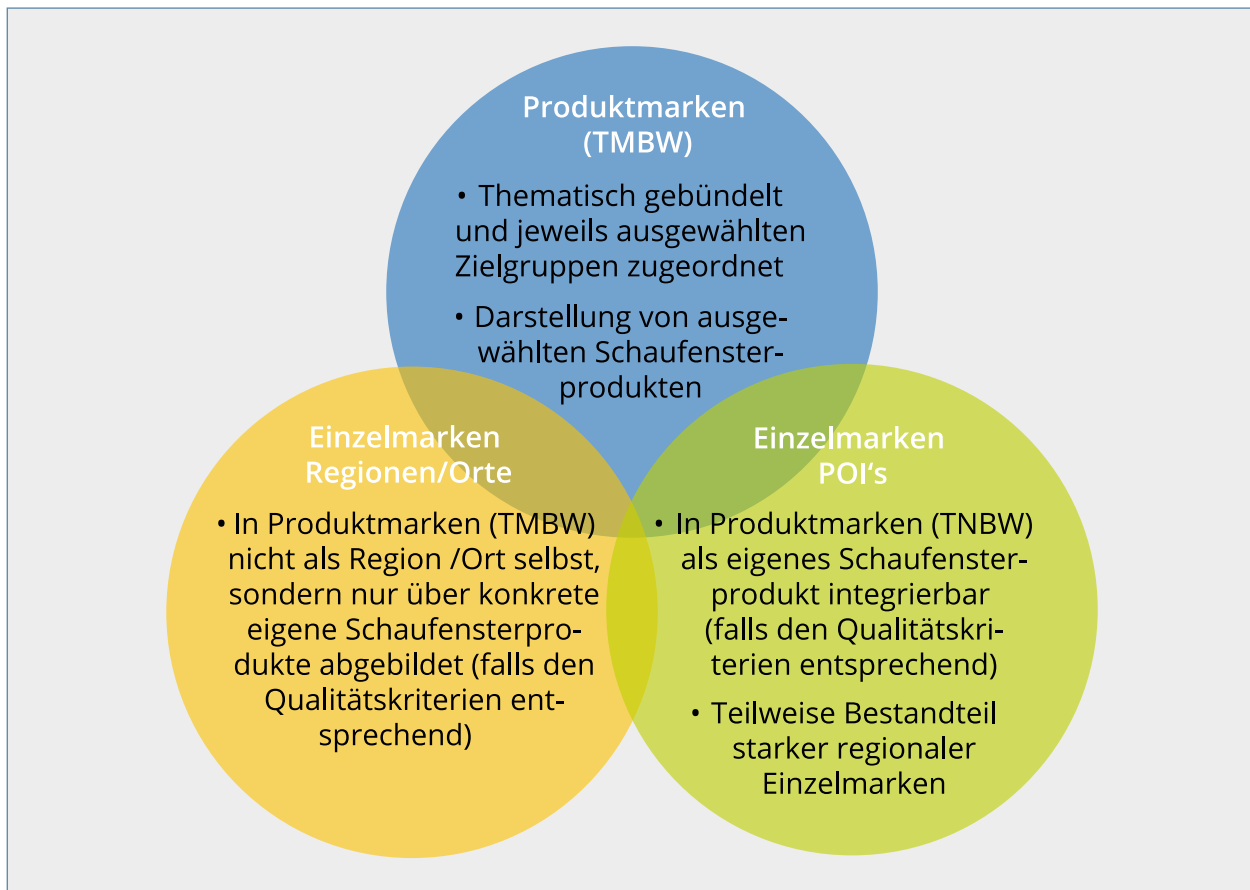 Produktmarken
(TMBW)
• Thematisch gebündelt
und jeweils ausgewählten
Zielgruppen zugeordnet
• Darstellung von ausge-
wählten Schaufenster-
produkten
Einzelmarken
Regionen/Orte
• In Produktmarken (TMBW)
nicht als Region /Ort selbst,
sondern nur über konkrete
eigene Schaufensterpro-
dukte abgebildet (falls den
Qualitätskriterien ent-
sprechend)
Einzelmarken
POI‘s
• In Produktmarken (TNBW)
als eigenes Schaufenster-
produkt integrierbar
(falls den Qualitätskri-
terien entsprechend)
• Teilweise Bestandteil
starker regionaler
Einzelmarken